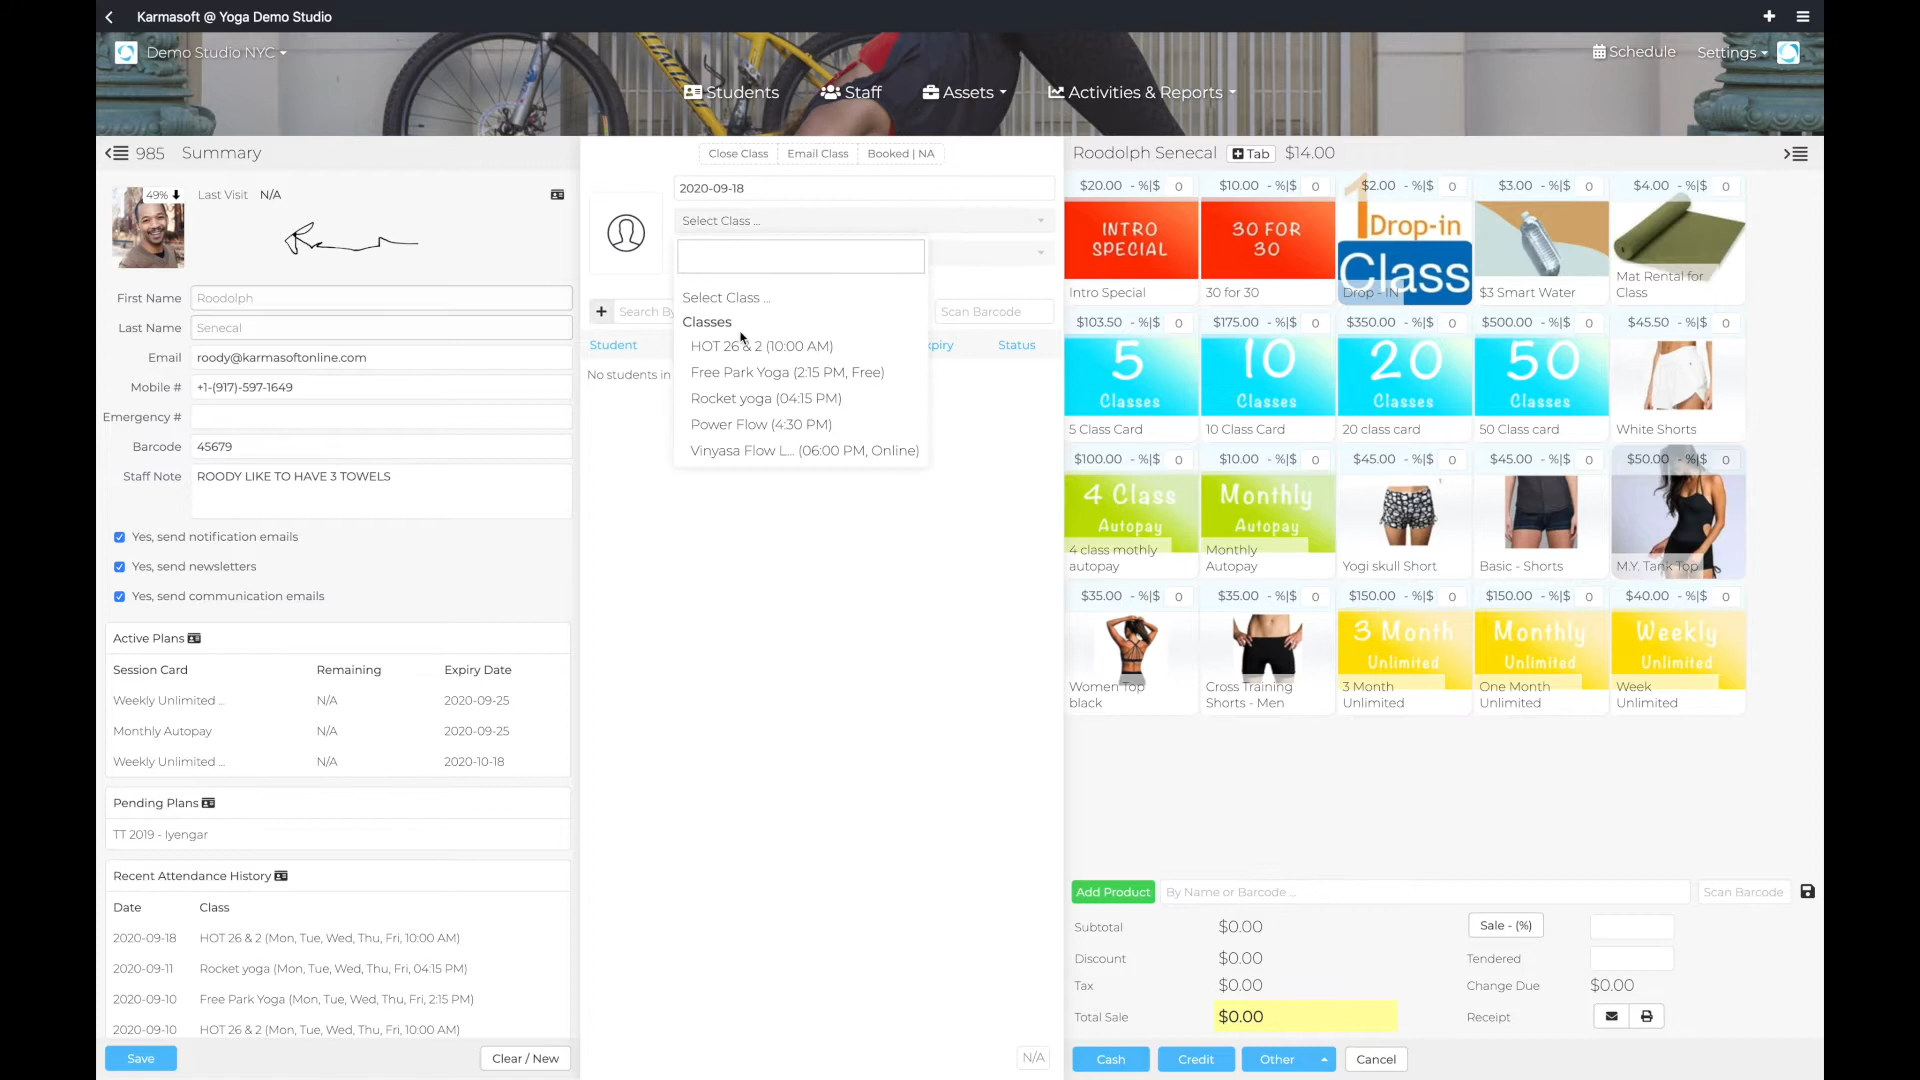 Karmasoft @ Yoga Demo Studio
Demo Studio NYC
Schedule
Settings
Students
Staff
Assets
Activities & Reports
985 Summary
49%
Last Visit N/A
First Name Roodolph
Last Name Senecal
Email roody@karmasoftonline.com
Mobile # +1-(917)-597-1649
Emergency #
Barcode 45679
Staff Note ROODY LIKE TO HAVE 3 TOWELS
Yes, send notification emails
Yes, send newsletters
Yes, send communication emails
Active Plans
Session Card Remaining Expiry Date
Weekly Unlimited .. N/A 2020-09-25
Monthly Autopay N/A 2020-09-25
Weekly Unlimited .. N/A 2020-10-18
Pending Plans
TT 2019 - Iyengar
Recent Attendance History
Date Class
2020-09-18 HOT 26 & 2 (Mon, Tue, Wed, Thu, Fri, 10:00 AM)
2020-09-11 Rocket yoga (Mon, Tue, Wed, Thu, Fri, 04:15 PM)
2020-09-10 Free Park Yoga (Mon, Tue, Wed, Thu, Fri, 2:15 PM)
2020-09-10 HOT 26 & 2 (Mon, Tue, Wed, Thu, Fri, 10:00 AM)
Save
Clear / New
Close Class
Email Class
Booked | NA
2020-09-18
Select Class ...
Select Class ...
Classes
HOT 26 & 2 (10:00 AM)
Free Park Yoga (2:15 PM, Free)
Rocket yoga (04:15 PM)
Power Flow (4:30 PM)
Vinyasa Flow L... (06:00 PM, Online)
+ Search By
Scan Barcode
Student
Status
No students in
N/A
Roodolph Senecal Tab $14.00
$20.00 - %|$ 0
$10.00 - %|$ 0
$2.00 - %|$ 0
$3.00 - %|$ 0
$4.00 - %|$ 0
INTRO
SPECIAL
30 FOR
30
1
Drop-in
Class
Intro Special
30 for 30
Drop - IN
$3 Smart Water
Mat Rental for
Class
$103.50 - %|$ 0
$175.00 - %|$ 0
$350.00 - %|$ 0
$500.00 - %|$ 0
$45.50 - %|$ 0
5
Classes
10
Classes
20
Classes
50
Classes
5 Class Card
10 Class Card
20 class card
50 Class Card
White Shorts
$100.00 - %|$ 0
$10.00 - %|$ 0
$45.00 - %|$ 0
$45.00 - %|$ 0
$50.00 - %|$ 0
4 Class
Autopay
Monthly
Autopay
4 class mothly
autopay
Monthly
Autopay
Yogi skull Short
Basic - Shorts
M.Y. Tank Top
$35.00 - %|$ 0
$35.00 - %|$ 0
$150.00 - %|$ 0
$150.00 - %|$ 0
$40.00 - %|$ 0
3 Month
Unlimited
Monthly
Unlimited
Weekly
Unlimited
Women Top
black
Cross Training
Shorts - Men
3 Month
Unlimited
One Month
Unlimited
Week
Unlimited
Add Product By Name or Barcode ... Scan Barcode
Subtotal $0.00 Sale - (%)
Discount $0.00 Tendered
Tax $0.00 Change Due $0.00
Total Sale $0.00 Receipt
Cash
Credit
Other
Cancel